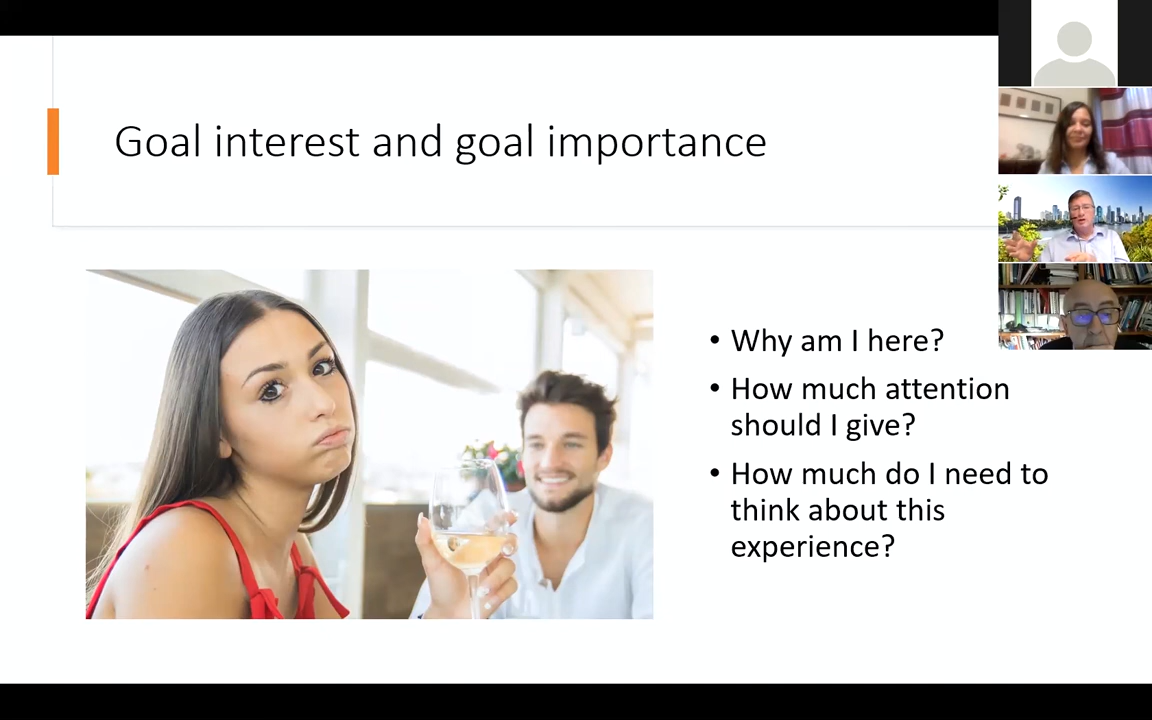 Goal interest and goal importance
• Why am I here?
• How much attention
should I give?
• How much do I need to
think about this
experience?